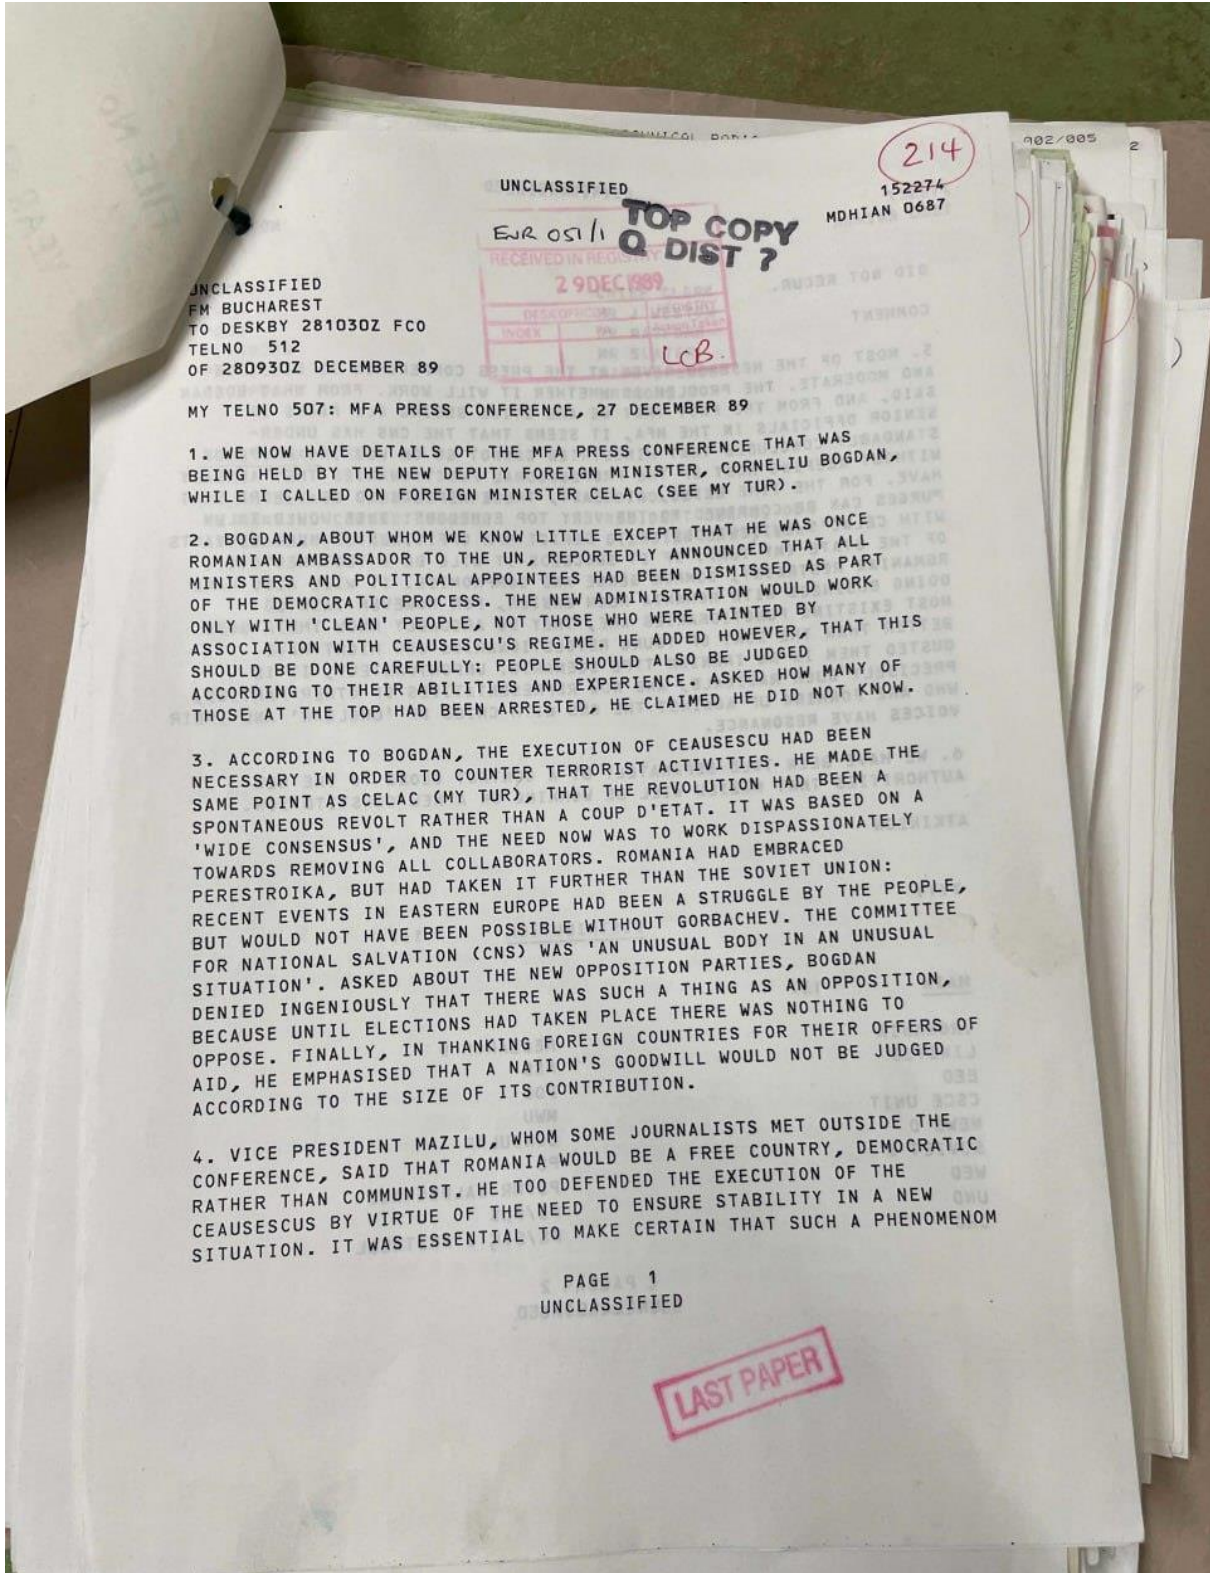 902/005
2
214
UNCLASSIFIED
152274
MDHIAN 0687
TOP COPY
EUR 051/1
Q DIST ?
RECEIVED IN REGISTRY
29 DEC 1989
DESK OFFICER
REGISTRY
INDEX
PA
LCB.
UNCLASSIFIED
FM BUCHAREST
TO DESKBY 281030Z FCO
TELNO 512
OF 280930Z DECEMBER 89
MY TELNO 507: MFA PRESS CONFERENCE, 27 DECEMBER 89
1. WE NOW HAVE DETAILS OF THE MFA PRESS CONFERENCE THAT WAS
BEING HELD BY THE NEW DEPUTY FOREIGN MINISTER, CORNELIU BOGDAN,
WHILE I CALLED ON FOREIGN MINISTER CELAC (SEE MY TUR).
2. BOGDAN, ABOUT WHOM WE KNOW LITTLE EXCEPT THAT HE WAS ONCE
ROMANIAN AMBASSADOR TO THE UN, REPORTEDLY ANNOUNCED THAT ALL
MINISTERS AND POLITICAL APPOINTEES HAD BEEN DISMISSED AS PART
OF THE DEMOCRATIC PROCESS. THE NEW ADMINISTRATION WOULD WORK
ONLY WITH 'CLEAN' PEOPLE, NOT THOSE WHO WERE TAINTED BY
ASSOCIATION WITH CEAUSESCU'S REGIME. HE ADDED HOWEVER, THAT THIS
SHOULD BE DONE CAREFULLY: PEOPLE SHOULD ALSO BE JUDGED
ACCORDING TO THEIR ABILITIES AND EXPERIENCE. ASKED HOW MANY OF
THOSE AT THE TOP HAD BEEN ARRESTED, HE CLAIMED HE DID NOT KNOW.
3. ACCORDING TO BOGDAN, THE EXECUTION OF CEAUSESCU HAD BEEN
NECESSARY IN ORDER TO COUNTER TERRORIST ACTIVITIES. HE MADE THE
SAME POINT AS CELAC (MY TUR), THAT THE REVOLUTION HAD BEEN A
SPONTANEOUS REVOLT RATHER THAN A COUP D'ETAT. IT WAS BASED ON A
'WIDE CONSENSUS', AND THE NEED NOW WAS TO WORK DISPASSIONATELY
TOWARDS REMOVING ALL COLLABORATORS. ROMANIA HAD EMBRACED
PERESTROIKA, BUT HAD TAKEN IT FURTHER THAN THE SOVIET UNION:
RECENT EVENTS IN EASTERN EUROPE HAD BEEN A STRUGGLE BY THE PEOPLE,
BUT WOULD NOT HAVE BEEN POSSIBLE WITHOUT GORBACHEV. THE COMMITTEE
FOR NATIONAL SALVATION (CNS) WAS 'AN UNUSUAL BODY IN AN UNUSUAL
SITUATION'. ASKED ABOUT THE NEW OPPOSITION PARTIES, BOGDAN
DENIED INGENIOUSLY THAT THERE WAS SUCH A THING AS AN OPPOSITION,
BECAUSE UNTIL ELECTIONS HAD TAKEN PLACE THERE WAS NOTHING TO
OPPOSE. FINALLY, IN THANKING FOREIGN COUNTRIES FOR THEIR OFFERS OF
AID, HE EMPHASISED THAT A NATION'S GOODWILL WOULD NOT BE JUDGED
ACCORDING TO THE SIZE OF ITS CONTRIBUTION.
4. VICE PRESIDENT MAZILU, WHOM SOME JOURNALISTS MET OUTSIDE THE
CONFERENCE, SAID THAT ROMANIA WOULD BE A FREE COUNTRY, DEMOCRATIC
RATHER THAN COMMUNIST. HE TOO DEFENDED THE EXECUTION OF THE
CEAUSESCUS BY VIRTUE OF THE NEED TO ENSURE STABILITY IN A NEW
SITUATION. IT WAS ESSENTIAL TO MAKE CERTAIN THAT SUCH A PHENOMENOM
PAGE 1
UNCLASSIFIED
LAST PAPER